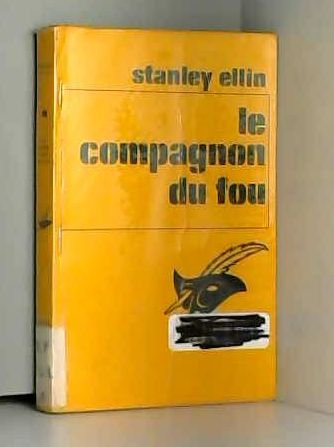 stanley ellin
le
compagnon
du fou